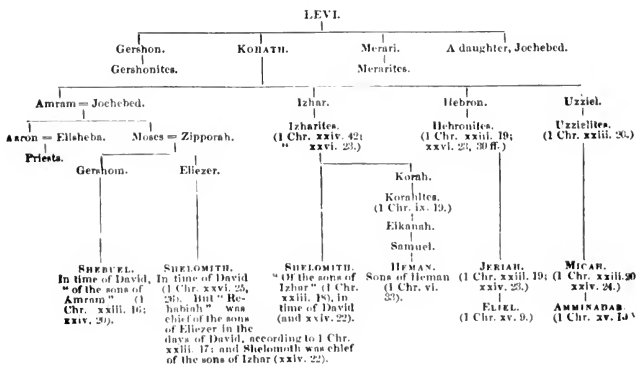 LEVI.
Gershon. KOHATH. Merari. A daughter, Jochebed.
Gershonites. Merarites.
Amram = Jochebed. Izhar. Hebron. Uzziel.
Aaron = Elisheba. Moses = Zipporah. Izharites. Hebronites. Uzzielites.
(1 Chr. xxiv. 42; (1 Chr. xxiii. 19; (1 Chr. xxiii. 20.)
Priests. " xxvi. 23.) xxvi. 23, 30 ff.)
Gershom. Eliezer. Korah.
Korahites.
(1 Chr. ix. 19.)
Elkanah.
Samuel.
SHEBUEL.
In time of David,
"of the sons of
Amram" (1
Chr. xxiii. 16;
xxiv. 20).
SHELOMITH.
In time of David
(1 Chr. xxvi. 25,
26). But "Re-
habiah" was
chief of the sons
of Eliezer in the
days of David, according to 1 Chr.
xxiii. 17; and Shelomoth was chief
of the sons of Izhar (xxiv. 22).
SHELOMITH.
"Of the sons of
Izhar" (1 Chr.
xxiii. 18), in
time of David
(and xxiv. 22).
HEMAN.
Sons of Heman
(1 Chr. vi.
33).
JERIAH.
(1 Chr. xxiii. 19;
xxiv. 23.)
ELIEL.
(1 Chr. xv. 9.)
MICAH.
(1 Chr. xxiii. 20
xxiv. 24.)
AMMINADAB.
(1 Chr. xv.